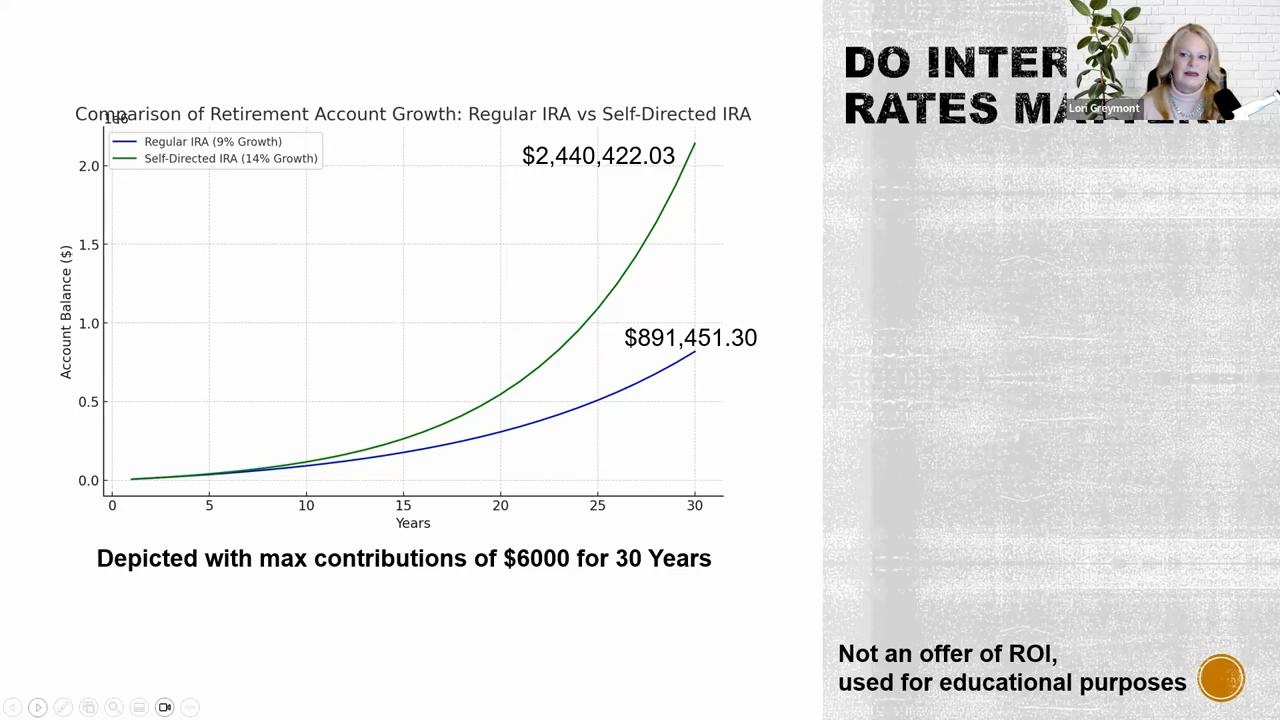 DO INTER
RATES MA
Lori Greymont
Comparison of Retirement Account Growth: Regular IRA vs Self-Directed IRA
1e6
Regular IRA (9% Growth)
Self-Directed IRA (14% Growth)
$2,440,422.03
$891,451.30
Account Balance ($)
2.0
1.5
1.0
0.5
0.0
0 5 10 15 20 25 30
Years
Depicted with max contributions of $6000 for 30 Years
Not an offer of ROI,
used for educational purposes